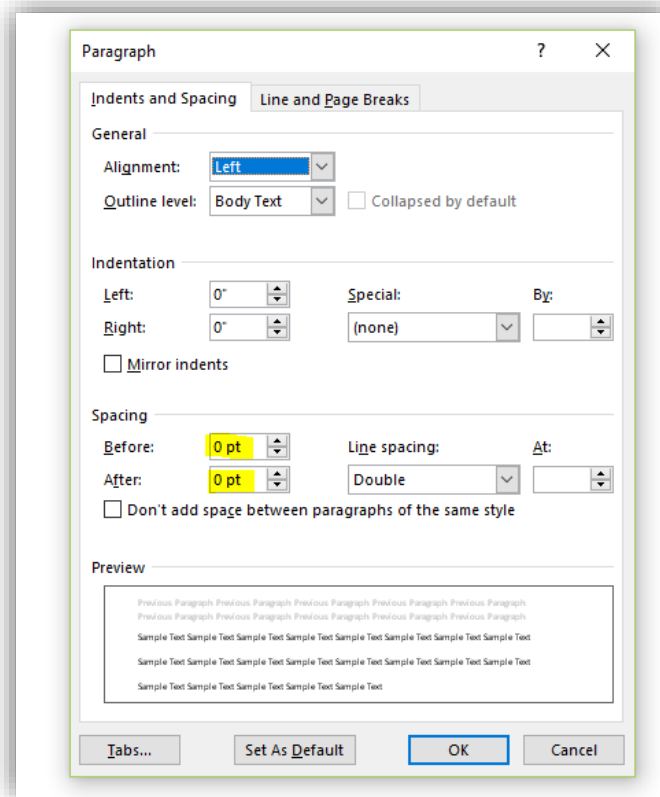 Paragraph ?
Indents and Spacing Line and Page Breaks
General
Alignment: Left
Outline level: Body Text Collapsed by default
Indentation
Left: 0" Special: By:
Right: 0" (none)
Mirror indents
Spacing
Before: 0 pt Line spacing: At:
After: 0 pt Double
Don't add space between paragraphs of the same style
Preview
Previous Paragraph Previous Paragraph Previous Paragraph Previous Paragraph Previous Paragraph
Previous Paragraph Previous Paragraph Previous Paragraph Previous Paragraph Previous Paragraph
Sample Text Sample Text Sample Text Sample Text Sample Text Sample Text Sample Text Sample Text
Sample Text Sample Text Sample Text Sample Text Sample Text Sample Text Sample Text Sample Text
Sample Text Sample Text Sample Text Sample Text Sample Text
Tabs... Set As Default OK Cancel